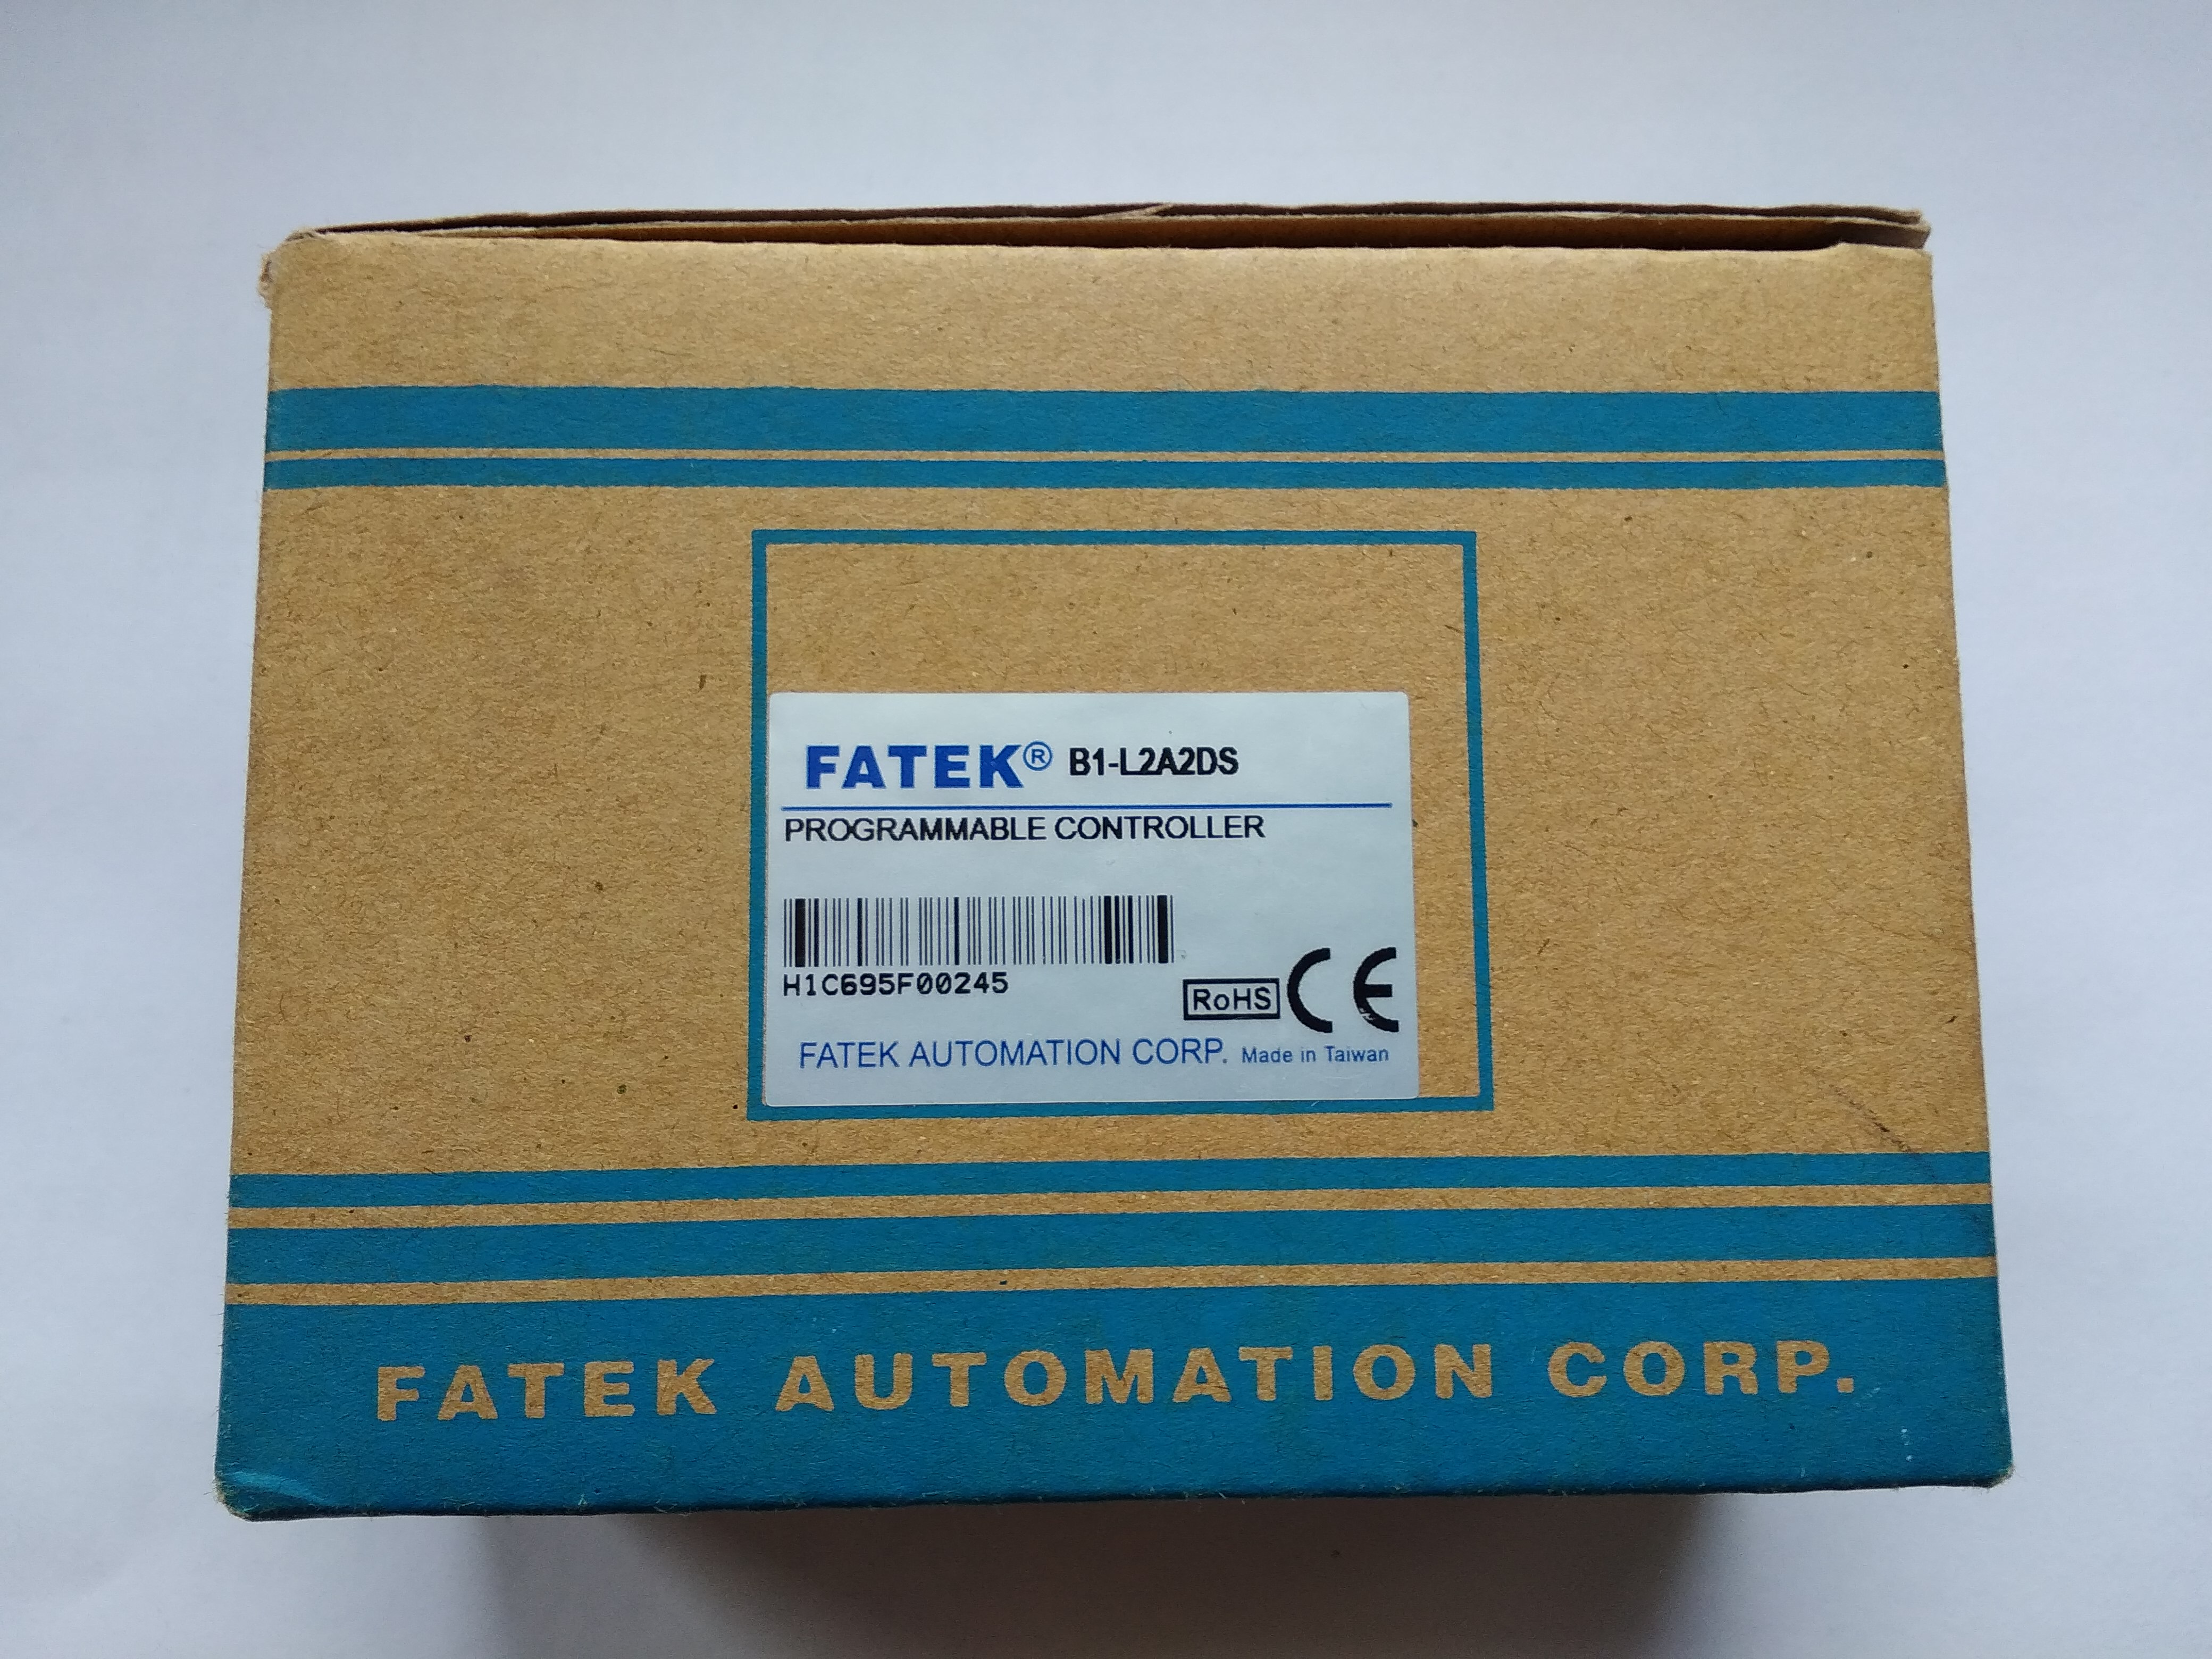 FATEK® B1-L2A2DS
PROGRAMMABLE CONTROLLER
H1C695F00245
RoHS CE
FATEK AUTOMATION CORP. Made in Taiwan
FATEK AUTOMATION CORP.